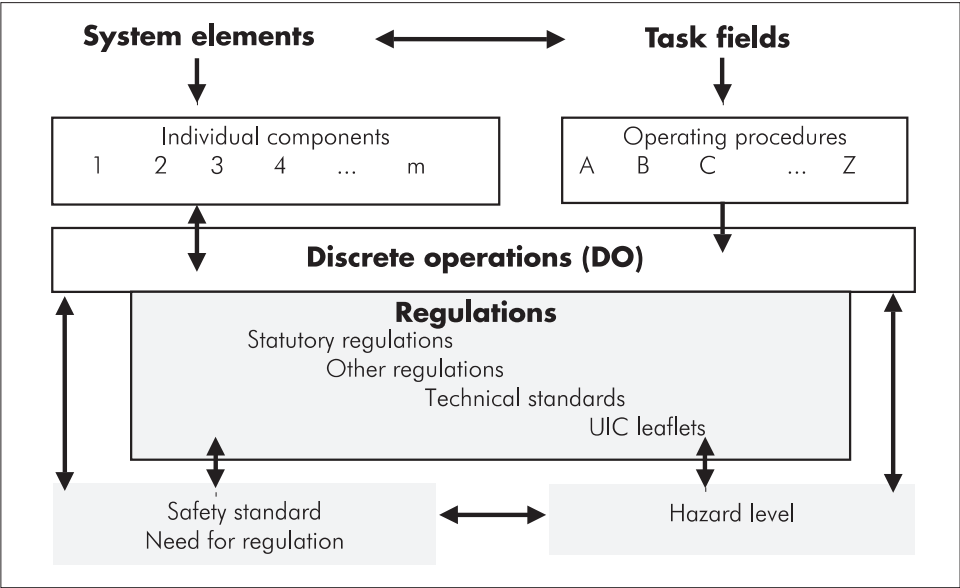 System elements
Task fields
Individual components
1 2 3 4 ... m
Operating procedures
A B C ... Z
Discrete operations (DO)
Regulations
Statutory regulations
Other regulations
Technical standards
UIC leaflets
Safety standard
Need for regulation
Hazard level